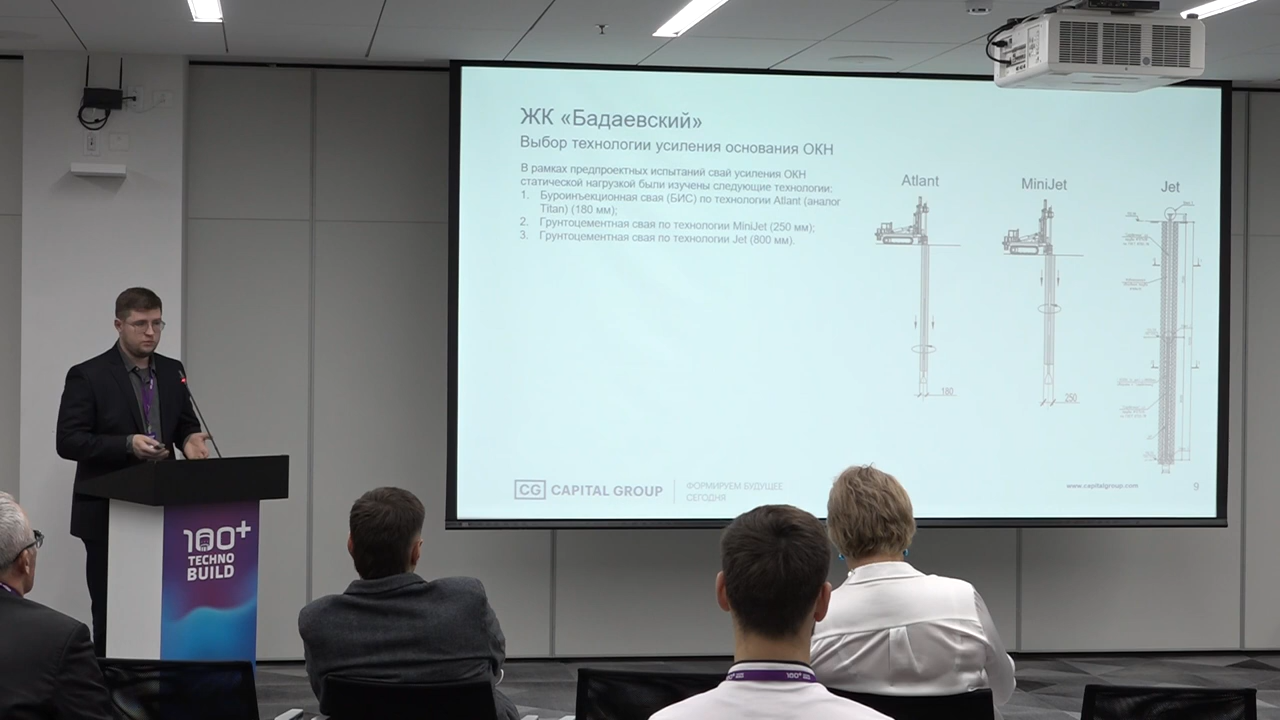 ЖК «Бадаевский»
Выбор технологии усиления основания ОКН
В рамках предпроектных испытаний свай усиления ОКН
статической нагрузкой были изучены следующие технологии:
1. Буроинъекционная свая (БИС) по технологии Atlant (аналог
Titan) (180 мм);
2. Грунтоцементная свая по технологии MiniJet (250 мм);
3. Грунтоцементная свая по технологии Jet (800 мм).
Atlant
MiniJet
Jet
180
250
CG CAPITAL GROUP
ФОРМИРУЕМ БУДУЩЕЕ
СЕГОДНЯ
www.capitalgroup.com
9
100+
TECHNO
BUILD
100+
100+